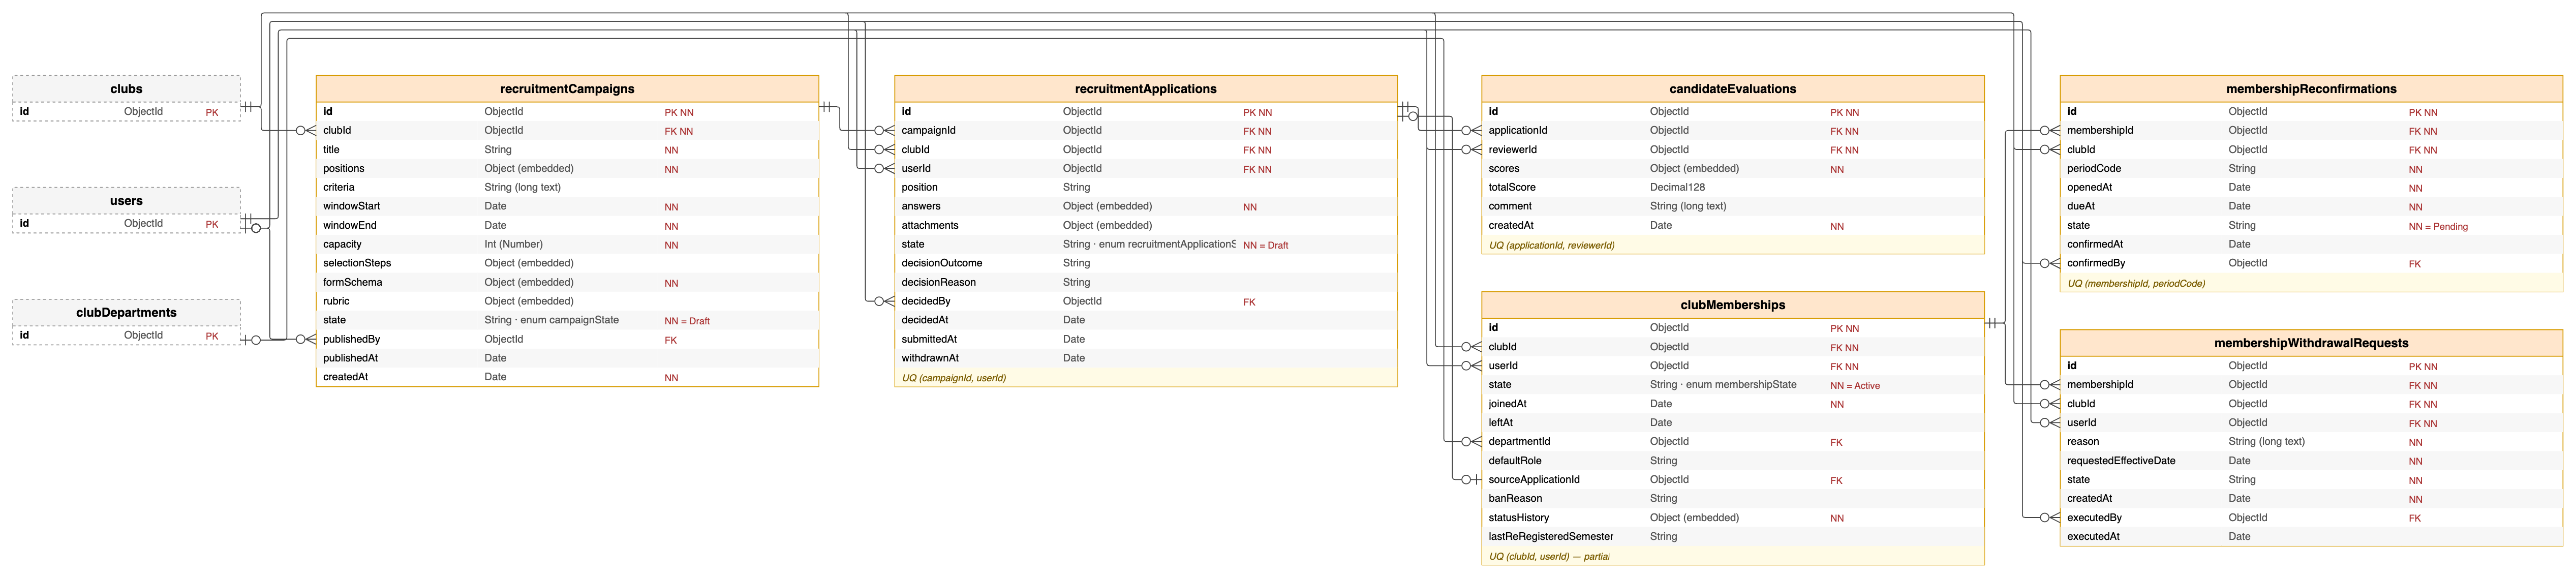 clubs
id ObjectId PK
users
id ObjectId PK
clubDepartments
id ObjectId PK
recruitmentCampaigns
id ObjectId PK NN
clubId ObjectId FK NN
title String NN
positions Object (embedded) NN
criteria String (long text)
windowStart Date NN
windowEnd Date NN
capacity Int (Number) NN
selectionSteps Object (embedded)
formSchema Object (embedded) NN
rubric Object (embedded)
state String · enum campaignState NN = Draft
publishedBy ObjectId FK
publishedAt Date
createdAt Date NN
recruitmentApplications
id ObjectId PK NN
campaignId ObjectId FK NN
clubId ObjectId FK NN
userId ObjectId FK NN
position String
answers Object (embedded) NN
attachments Object (embedded)
state String · enum recruitmentApplicationS NN = Draft
decisionOutcome String
decisionReason String
decidedBy ObjectId FK
decidedAt Date
submittedAt Date
withdrawnAt Date
UQ (campaignId, userId)
candidateEvaluations
id ObjectId PK NN
applicationId ObjectId FK NN
reviewerId ObjectId FK NN
scores Object (embedded) NN
totalScore Decimal128
comment String (long text)
createdAt Date NN
UQ (applicationId, reviewerId)
clubMemberships
id ObjectId PK NN
clubId ObjectId FK NN
userId ObjectId FK NN
state String · enum membershipState NN = Active
joinedAt Date NN
leftAt Date
departmentId ObjectId FK
defaultRole String
sourceApplicationId ObjectId FK
banReason String
statusHistory Object (embedded) NN
lastReRegisteredSemester String
UQ (clubId, userId) — partial
membershipReconfirmations
id ObjectId PK NN
membershipId ObjectId FK NN
clubId ObjectId FK NN
periodCode String NN
openedAt Date NN
dueAt Date NN
state String NN = Pending
confirmedAt Date
confirmedBy ObjectId FK
UQ (membershipId, periodCode)
membershipWithdrawalRequests
id ObjectId PK NN
membershipId ObjectId FK NN
clubId ObjectId FK NN
userId ObjectId FK NN
reason String (long text) NN
requestedEffectiveDate Date NN
state String NN
createdAt Date NN
executedBy ObjectId FK
executedAt Date